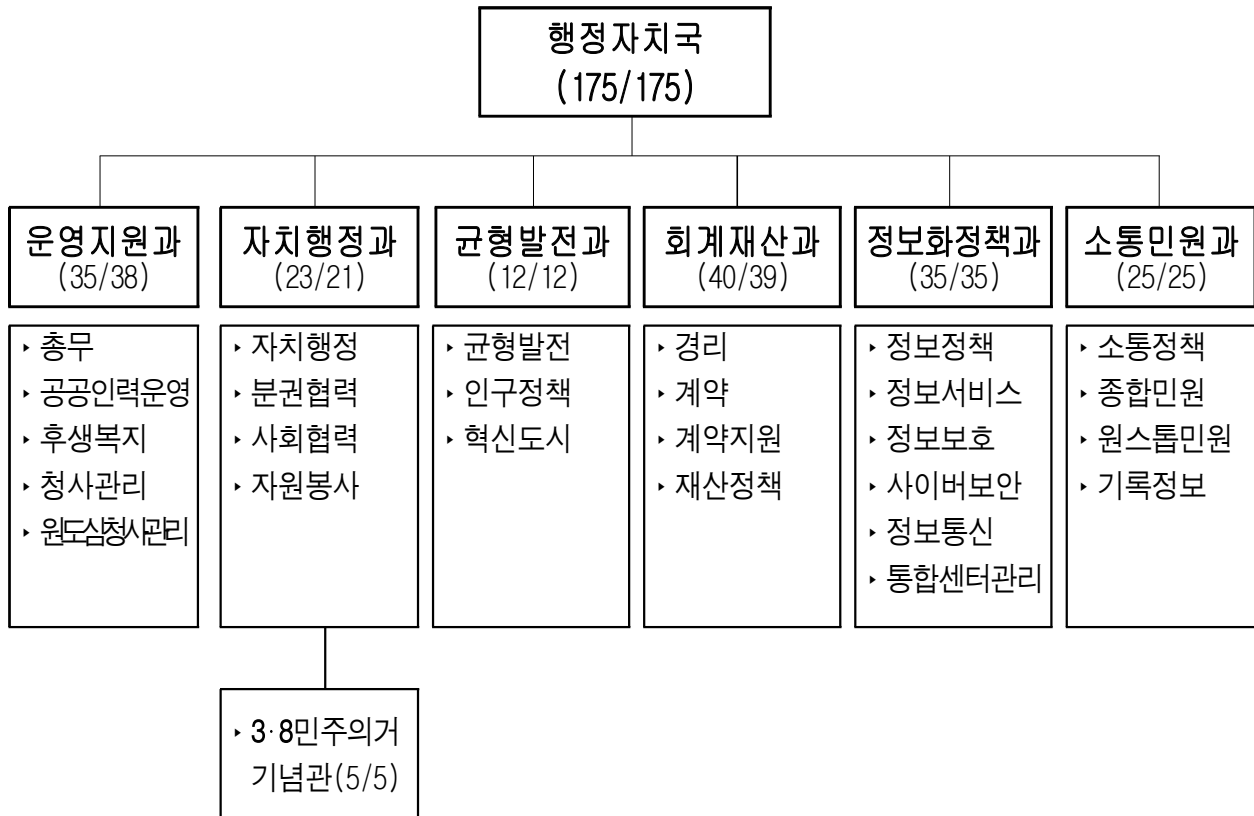 행정자치국
(175/175)
운영지원과
(35/38)
자치행정과
(23/21)
균형발전과
(12/12)
회계재산과
(40/39)
정보화정책과
(35/35)
소통민원과
(25/25)
‣ 총무
‣ 공공인력운영
‣ 후생복지
‣ 청사관리
‣ 원도심청사관리
‣ 자치행정
‣ 분권협력
‣ 사회협력
‣ 자원봉사
‣ 균형발전
‣ 인구정책
‣ 혁신도시
‣ 경리
‣ 계약
‣ 계약지원
‣ 재산정책
‣ 정보정책
‣ 정보서비스
‣ 정보보호
‣ 사이버보안
‣ 정보통신
‣ 통합센터관리
‣ 소통정책
‣ 종합민원
‣ 원스톱민원
‣ 기록정보
‣ 3·8민주의거
기념관(5/5)